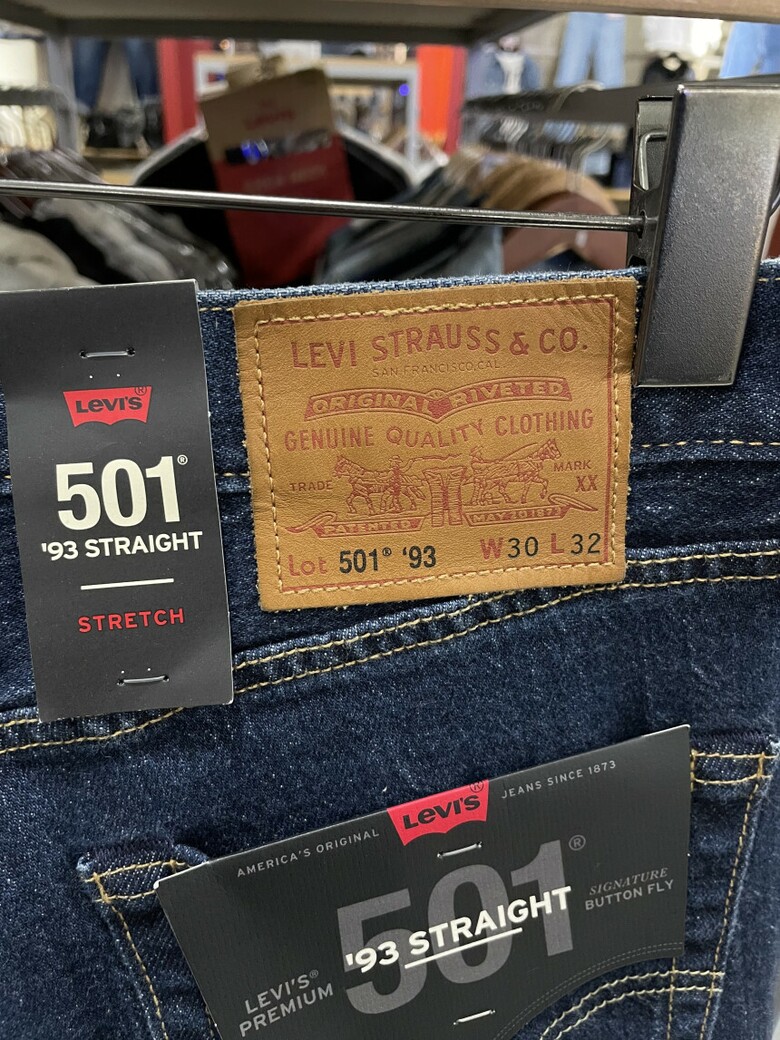 LEVI'S®
501®
'93 STRAIGHT
STRETCH
LEVI STRAUSS & CO.
SAN FRANCISCO, CAL.
ORIGINAL RIVETED
GENUINE QUALITY CLOTHING
TRADE MARK
XX
PATENTED MAY 20 1873
Lot 501® '93 W30 L32
AMERICA'S ORIGINAL LEVI'S® JEANS SINCE 1873
501®
'93 STRAIGHT
SIGNATURE
BUTTON FLY
LEVI'S®
PREMIUM